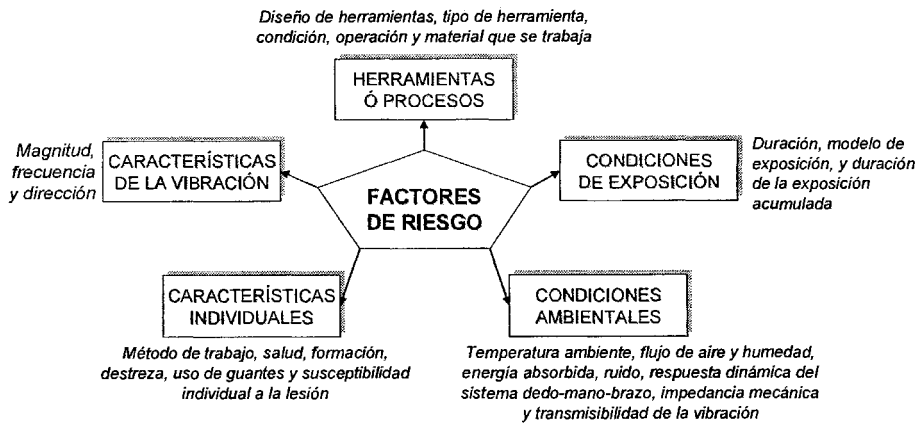 Diseño de herramientas, tipo de herramienta,
condición, operación y material que se trabaja
HERRAMIENTAS
Ó PROCESOS
Magnitud,
frecuencia
y dirección
CARACTERÍSTICAS
DE LA VIBRACIÓN
CONDICIONES
DE EXPOSICIÓN
Duración, modelo de
exposición, y duración
de la exposición
acumulada
FACTORES
DE RIESGO
CARACTERÍSTICAS
INDIVIDUALES
Método de trabajo, salud, formación,
destreza, uso de guantes y susceptibilidad
individual a la lesión
CONDICIONES
AMBIENTALES
Temperatura ambiente, flujo de aire y humedad,
energía absorbida, ruido, respuesta dinámica del
sistema dedo-mano-brazo, impedancia mecánica
y transmisibilidad de la vibración